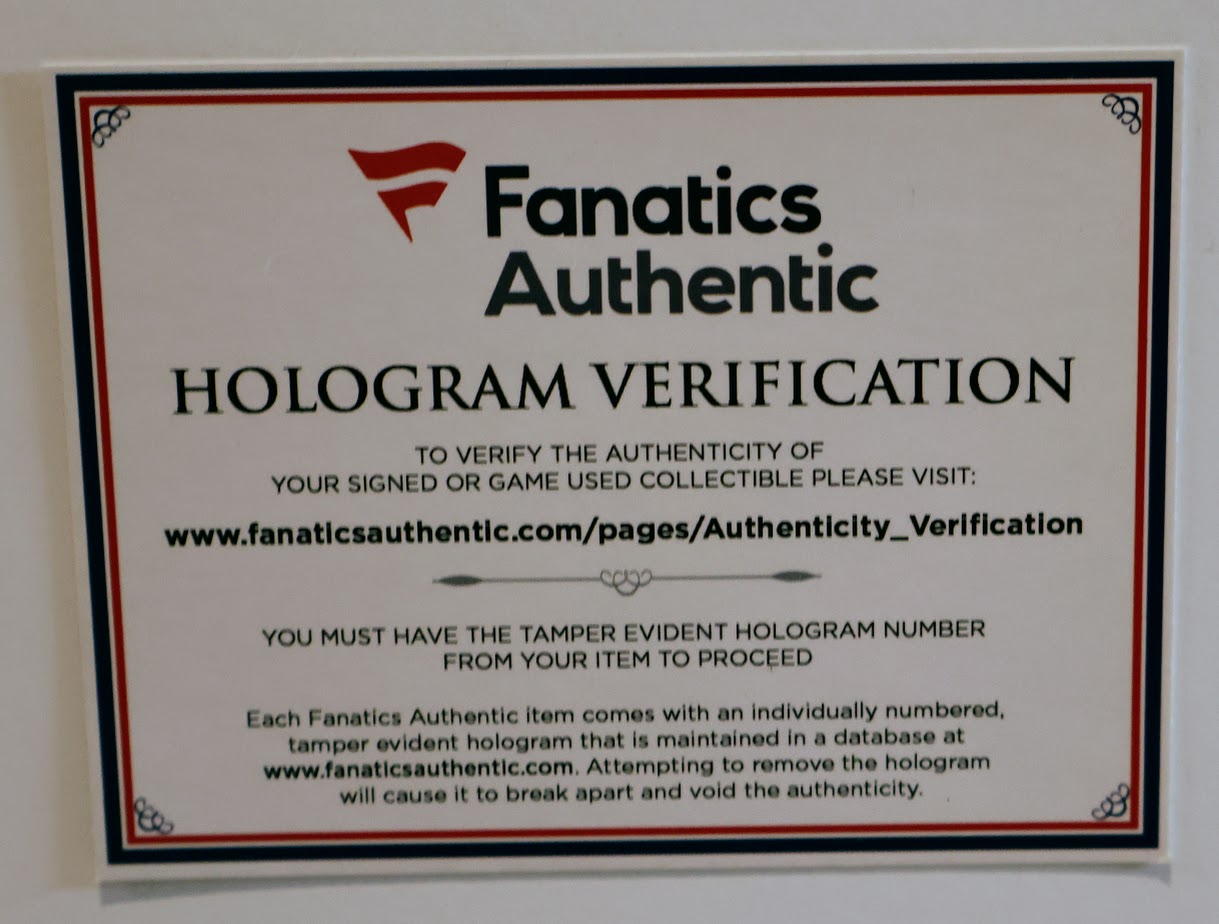 Fanatics
Authentic
HOLOGRAM VERIFICATION
TO VERIFY THE AUTHENTICITY OF
YOUR SIGNED OR GAME USED COLLECTIBLE PLEASE VISIT:
www.fanaticsauthentic.com/pages/Authenticity_Verification
YOU MUST HAVE THE TAMPER EVIDENT HOLOGRAM NUMBER
FROM YOUR ITEM TO PROCEED
Each Fanatics Authentic item comes with an individually numbered,
tamper evident hologram that is maintained in a database at
www.fanaticsauthentic.com. Attempting to remove the hologram
will cause it to break apart and void the authenticity.